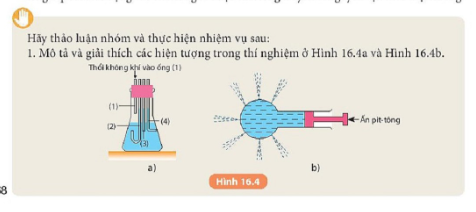 Hãy thảo luận nhóm và thực hiện nhiệm vụ sau:
1. Mô tả và giải thích các hiện tượng trong thí nghiệm ở Hình 16.4a và Hình 16.4b.
Thổi không khí vào ống (1)
(1)
(2)
(3)
(4)
Ấn pit-tông
a)
b)
Hình 16.4
8